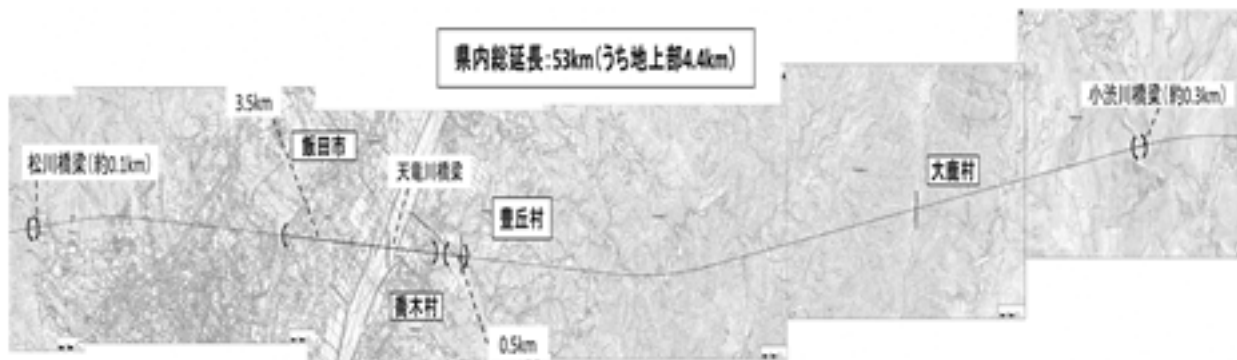 県内総延長：53km（うち地上部4.4km）
小渋川橋梁（約0.3km）
3.5km
飯田市
松川橋梁（約0.1km）
天竜川橋梁
大鹿村
豊丘村
喬木村
0.5km